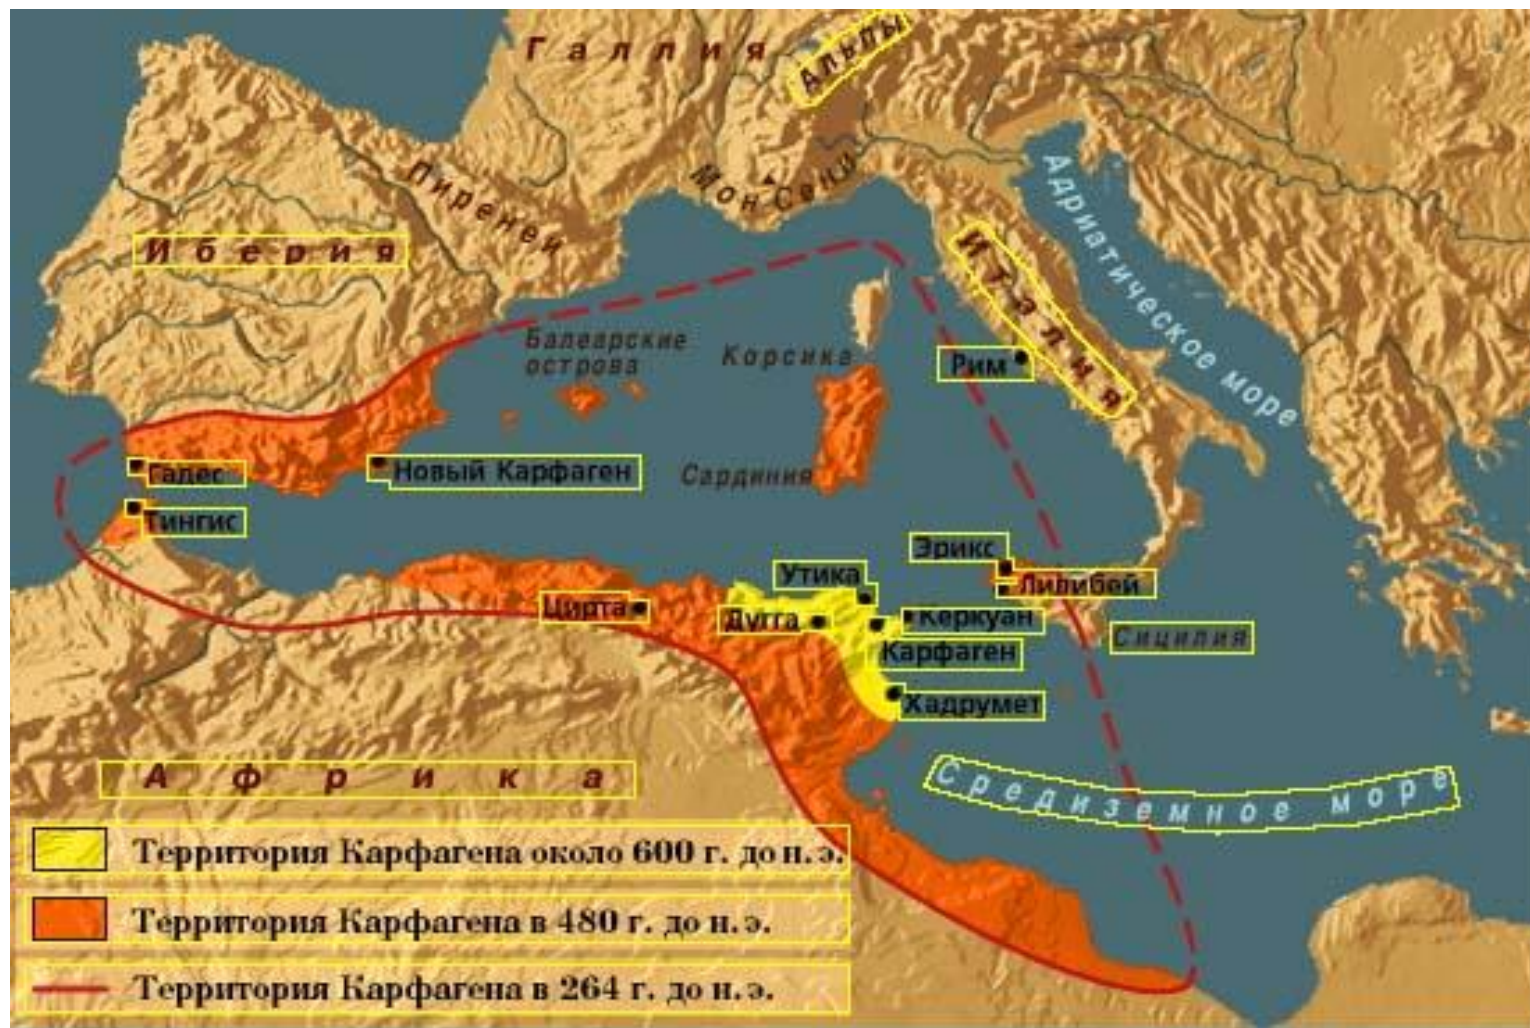 Галлия
Альпы
Пиреней
Мон Сени
Адриатическое море
Иберия
Италия
Балеарские
острова
Корсика
Рим
Гадес
Новый Карфаген
Сардиния
Тингис
Эрикс
Утика
Лилибей
Цирта
Дугга
Керкуан
Сицилия
Карфаген
Хадрумет
Африка
Средиземное море
Территория Карфагена около 600 г. до н. э.
Территория Карфагена в 480 г. до н. э.
Территория Карфагена в 264 г. до н. э.